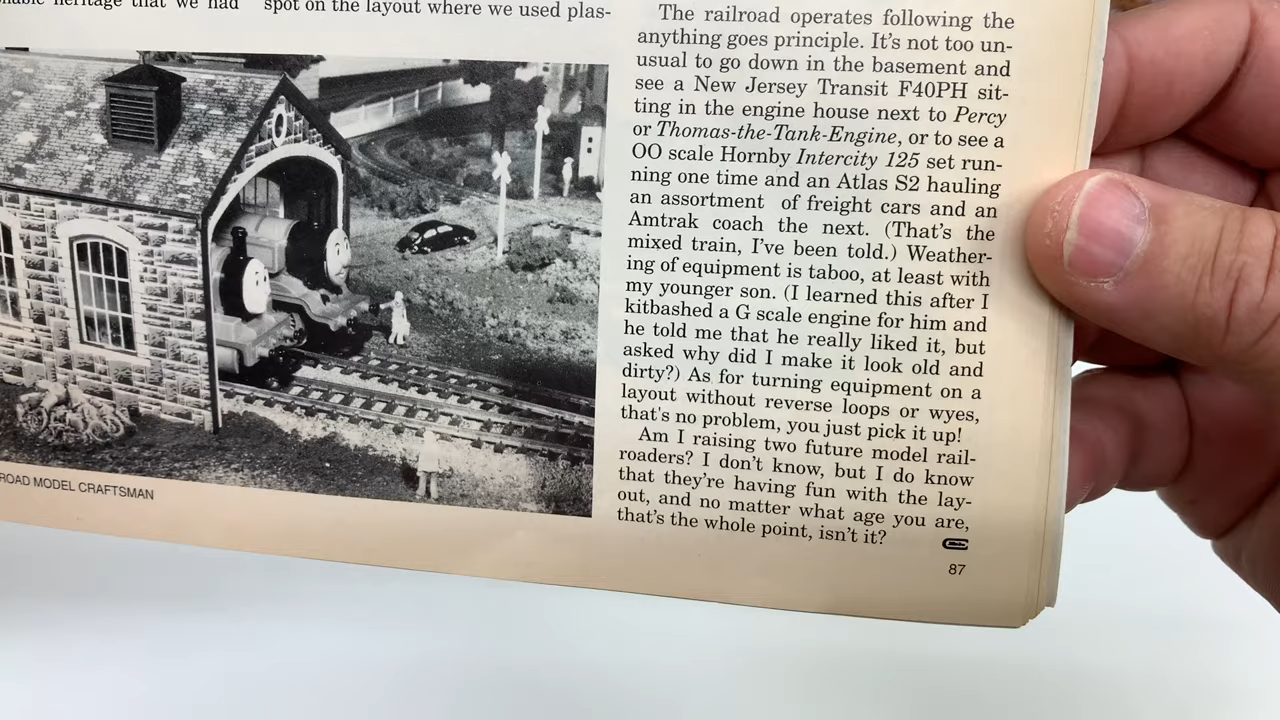 heritage that we had
spot on the layout where we used plas-
ROAD MODEL CRAFTSMAN
The railroad operates following the
anything goes principle. It's not too un-
usual to go down in the basement and
see a New Jersey Transit F40PH sit-
ting in the engine house next to Percy
or Thomas-the-Tank-Engine, or to see a
OO scale Hornby Intercity 125 set run-
ning one time and an Atlas S2 hauling
an assortment of freight cars and an
Amtrak coach the next. (That's the
mixed train, I've been told.) Weather-
ing of equipment is taboo, at least with
my younger son. (I learned this after I
kitbashed a G scale engine for him and
he told me that he really liked it, but
asked why did I make it look old and
dirty?) As for turning equipment on a
layout without reverse loops or wyes,
that's no problem, you just pick it up!
Am I raising two future model rail-
roaders? I don't know, but I do know
that they're having fun with the lay-
out, and no matter what age you are,
that's the whole point, isn't it?
87